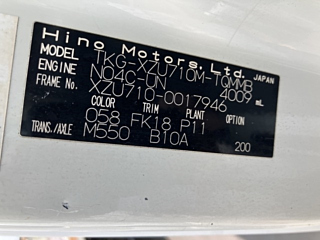 Hino Motors, Ltd. JAPAN
MODEL TKG-XZU710M-TQMMB
ENGINE N04C-UN 4009 mL
FRAME No. XZU710-0017946
COLOR TRIM PLANT OPTION
058 FK18 P11
TRANS./AXLE M550 B10A
200